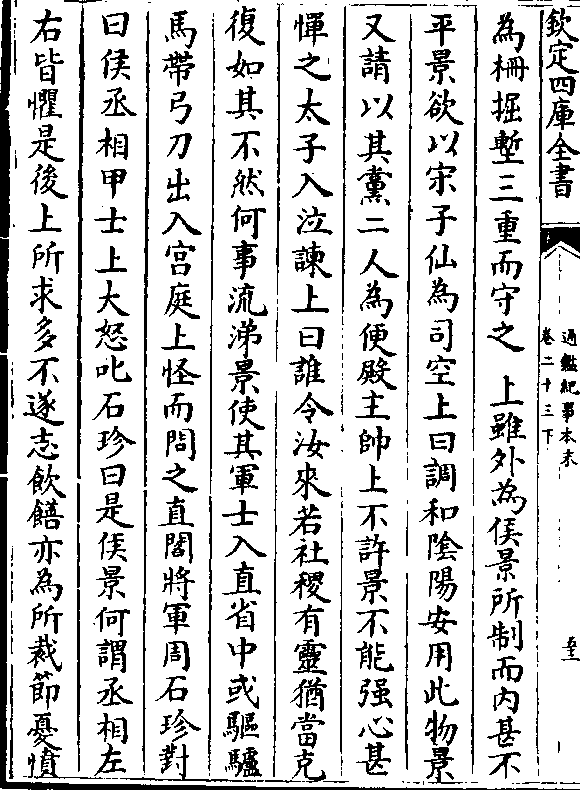 欽定四庫全書
通鑑紀事本末
卷二十三下
至
為柵掘塹三重而守之　上雖外為侯景所制而内甚不
平景欲以宋子仙為司空上曰調和陰陽安用此物景
又請以其黨二人為便殿主帥上不許景不能强心甚
憚之太子入泣諫上曰誰令汝來若社稷有靈猶當克
復如其不然何事流涕景使其軍士入直省中或驅驢
馬帶弓刀出入宫庭上怪而問之直閤將軍周石珍對
曰侯丞相甲士上大怒叱石珍曰是侯景何謂丞相左
右皆懼是後上所求多不遂志飲饍亦為所裁節憂憤